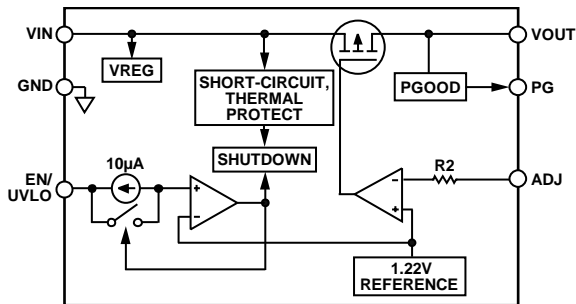 VIN
VOUT
VREG
GND
SHORT-CIRCUIT,
THERMAL
PROTECT
PGOOD
PG
10µA
SHUTDOWN
EN/
UVLO
+
–
–
+
R2
ADJ
1.22V
REFERENCE